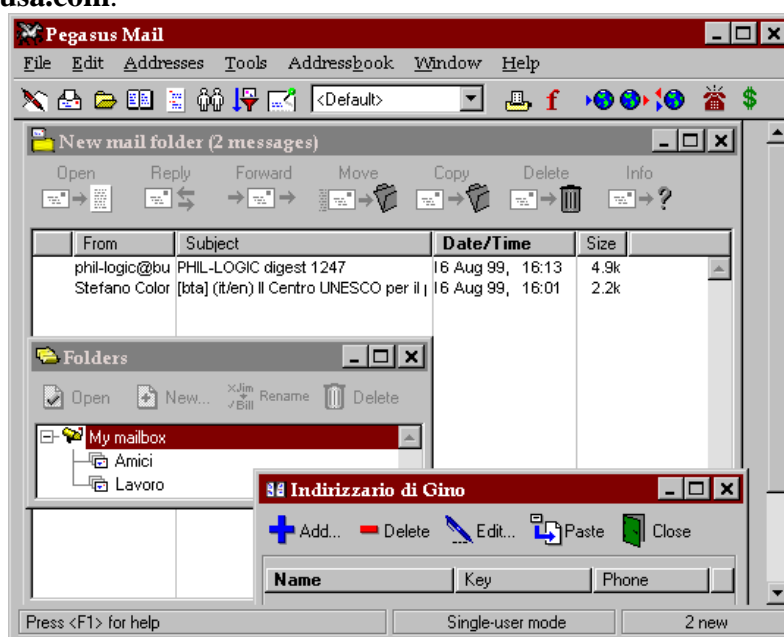 usa.com.
Pegasus Mail
File Edit Addresses Tools Addressbook Window Help
<Default>
New mail folder (2 messages)
Open Reply Forward Move Copy Delete Info
From Subject Date/Time Size
phil-logic@bu PHIL-LOGIC digest 1247 16 Aug 99, 16:13 4.9k
Stefano Color [bta] (it/en) Il Centro UNESCO per il 16 Aug 99, 16:01 2.2k
Folders
Open New... Jim Bill Rename Delete
My mailbox
Amici
Lavoro
Indirizzario di Gino
Add... Delete Edit... Paste Close
Name Key Phone
Press <F1> for help Single-user mode 2 new